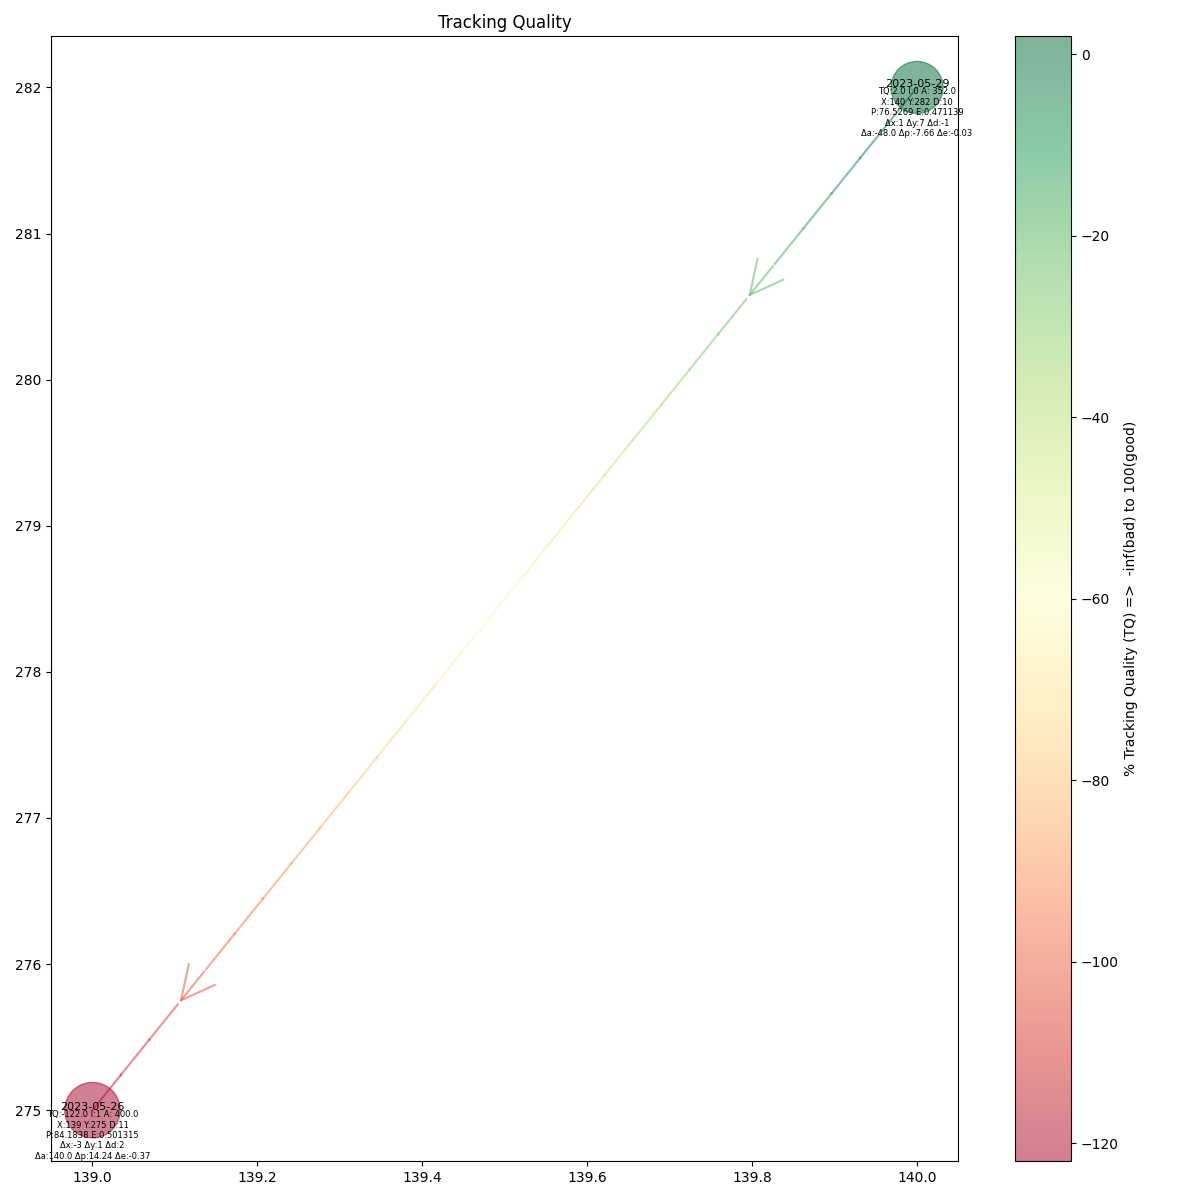 Tracking Quality
282
281
280
279
278
277
276
275
139.0
139.2
139.4
139.6
139.8
140.0
2023-05-29
TQ:2.0 I:0 A: 352.0
X:140 Y:282 D:10
P:76.5269 E:0.471139
Δx:1 Δy:7 Δd:-1
Δa:-48.0 Δp:-7.66 Δe:-0.03
2023-05-26
TQ:-122.0 I:1 A: 400.0
X:139 Y:275 D:11
P:84.1838 E:0.501315
Δx:-3 Δy:1 Δd:2
Δa:140.0 Δp:14.24 Δe:-0.37
0
−20
−40
−60
−80
−100
−120
% Tracking Quality (TQ) => -inf(bad) to 100(good)